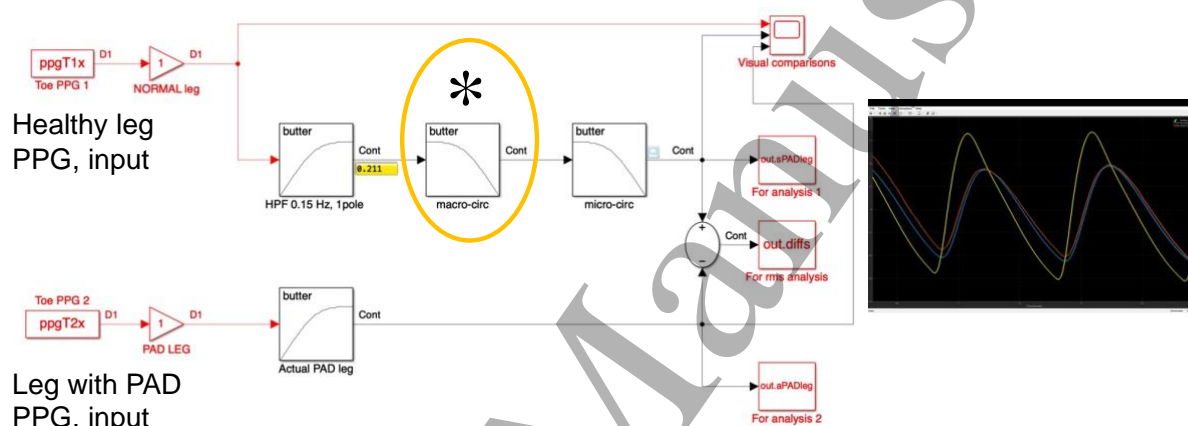 ppgT1x
D1
1
D1
Toe PPG 1
NORMAL leg
Visual comparisons
Healthy leg
PPG, input
*
butter
Cont
0.211
HPF 0.15 Hz, 1pole
butter
Cont
macro-circ
butter
Cont
micro-circ
out.sPADleg
For analysis 1
+
−
Cont
out.diffs
For rms analysis
Toe PPG 2
ppgT2x
D1
1
D1
PAD LEG
butter
Cont
Actual PAD leg
out.aPADleg
For analysis 2
Leg with PAD
PPG, input
Manus